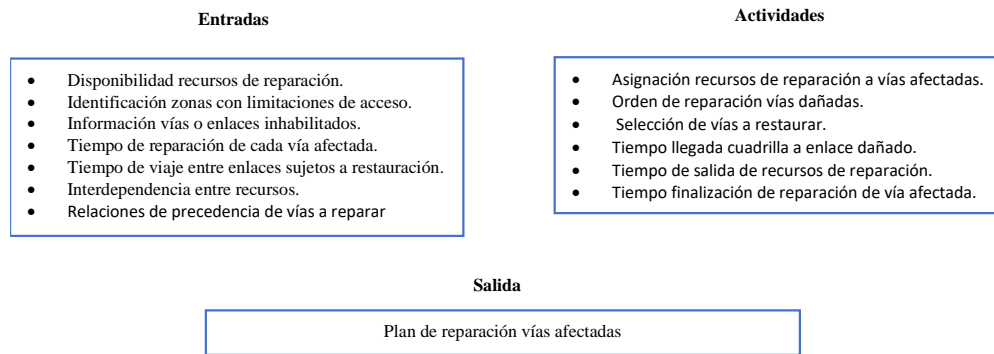 Entradas
• Disponibilidad recursos de reparación.
• Identificación zonas con limitaciones de acceso.
• Información vías o enlaces inhabilitados.
• Tiempo de reparación de cada vía afectada.
• Tiempo de viaje entre enlaces sujetos a restauración.
• Interdependencia entre recursos.
• Relaciones de precedencia de vías a reparar
Actividades
• Asignación recursos de reparación a vías afectadas.
• Orden de reparación vías dañadas.
• Selección de vías a restaurar.
• Tiempo llegada cuadrilla a enlace dañado.
• Tiempo de salida de recursos de reparación.
• Tiempo finalización de reparación de vía afectada.
Salida
Plan de reparación vías afectadas